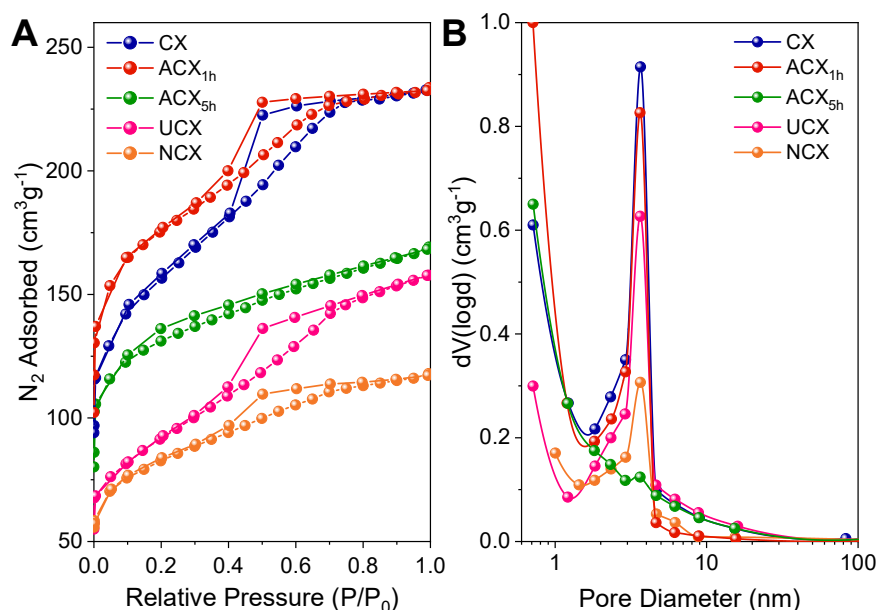 A
CX
ACX1h
ACX5h
UCX
NCX
250
200
150
100
50
N2 Adsorbed (cm3g-1)
0.0 0.2 0.4 0.6 0.8 1.0
Relative Pressure (P/P0)
B
CX
ACX1h
ACX5h
UCX
NCX
1.0
0.8
0.6
0.4
0.2
0.0
dV(logd) (cm3g-1)
1 10 100
Pore Diameter (nm)